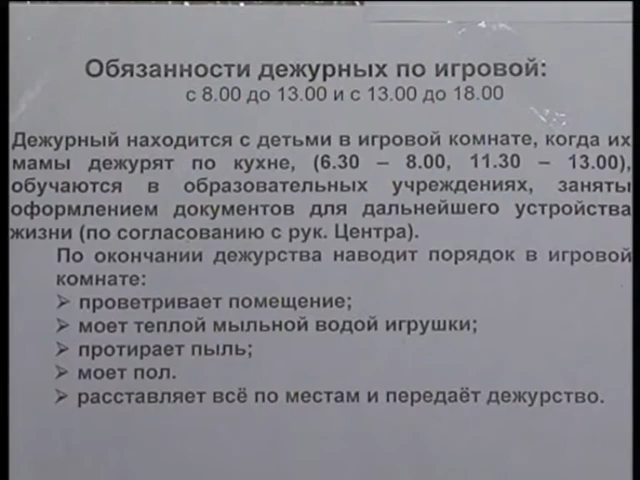 Обязанности дежурных по игровой:
с 8.00 до 13.00 и с 13.00 до 18.00
Дежурный находится с детьми в игровой комнате, когда их
мамы дежурят по кухне, (6.30 – 8.00, 11.30 – 13.00),
обучаются в образовательных учреждениях, заняты
оформлением документов для дальнейшего устройства
жизни (по согласованию с рук. Центра).
По окончании дежурства наводит порядок в игровой
комнате:
➢ проветривает помещение;
➢ моет теплой мыльной водой игрушки;
➢ протирает пыль;
➢ моет пол.
➢ расставляет всё по местам и передаёт дежурство.